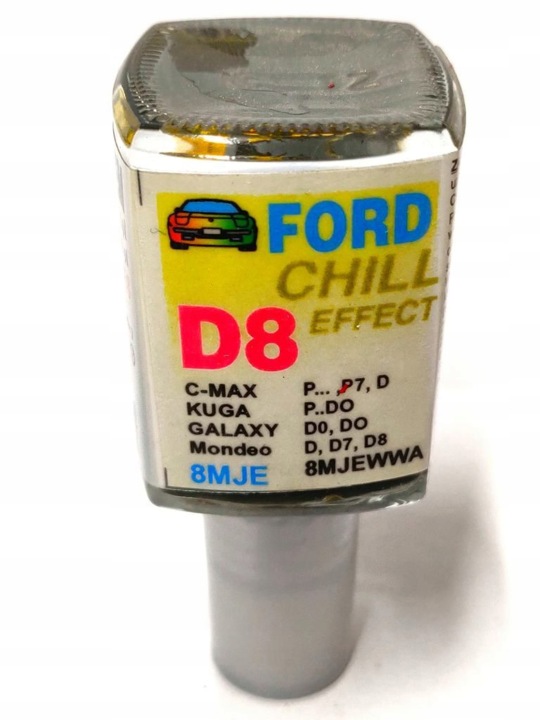 FORD
CHILL
EFFECT
D8
C-MAX P... ,P7, D
KUGA P..DO
GALAXY D0, DO
Mondeo D, D7, D8
8MJE 8MJEWWA